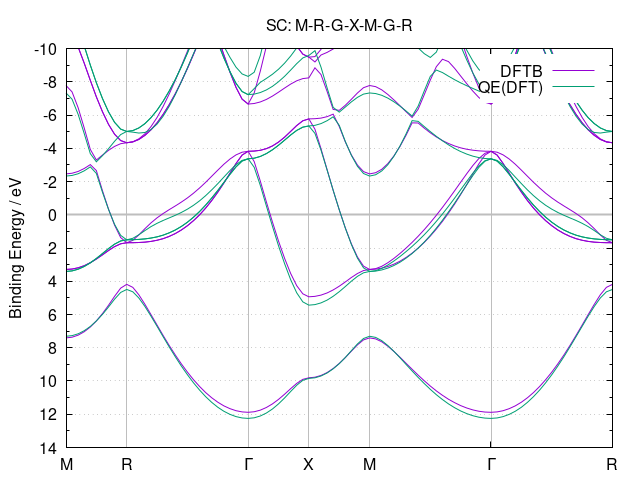 SC: M-R-G-X-M-G-R
DFTB
QE(DFT)
Binding Energy / eV
-10
-8
-6
-4
-2
0
2
4
6
8
10
12
14
M R Γ X M Γ R